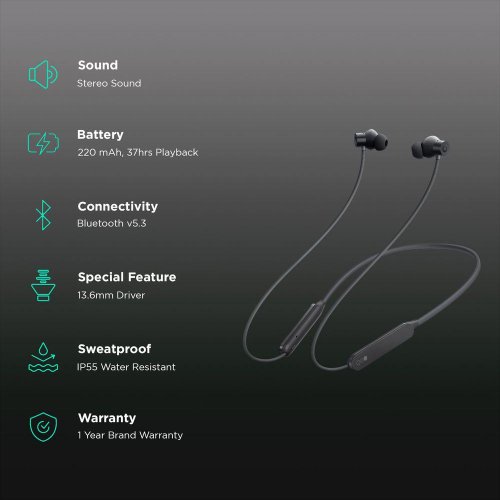 Sound
Stereo Sound
Battery
220 mAh, 37hrs Playback
Connectivity
Bluetooth v5.3
Special Feature
13.6mm Driver
Sweatproof
IP55 Water Resistant
Warranty
1 Year Brand Warranty